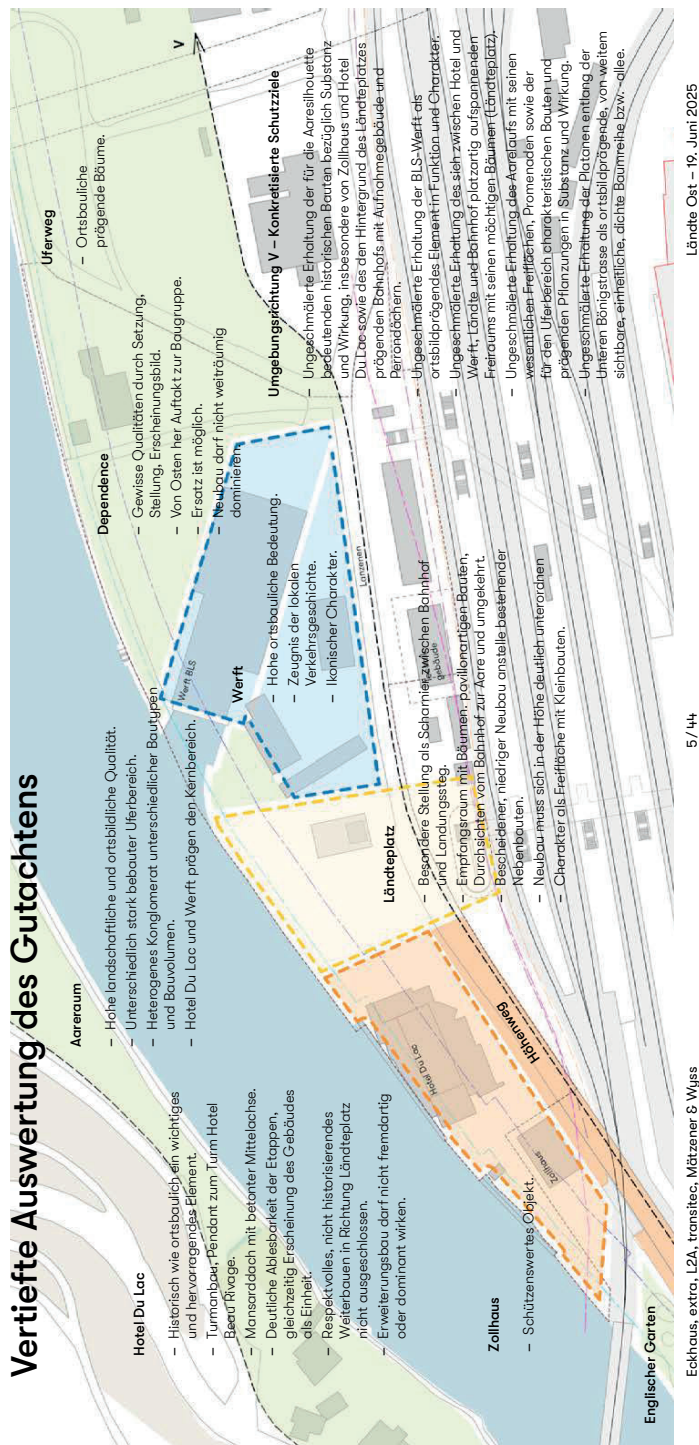 Vertiefte Auswertung des Gutachtens
Hotel Du Lac
– Historisch wie ortsbaulich ein wichtiges
und hervorragendes Element.
– Turmanbau, Pendant zum Turm Hotel
Beau Rivage.
– Mansarddach mit betonter Mittelachse.
– Deutliche Ablesbarkeit der Etappen,
gleichzeitig Erscheinung des Gebäudes
als Einheit.
– Respektvolles, nicht historisierendes
Weiterbauen in Richtung Ländteplatz
nicht ausgeschlossen.
– Erweiterungsbau darf nicht fremdartig
oder dominant wirken.
Zollhaus
– Schützenswertes Objekt.
Englischer Garten
Aareraum
– Hohe landschaftliche und ortsbildliche Qualität.
– Unterschiedlich stark bebauter Uferbereich.
– Heterogenes Konglomerat unterschiedlicher Bautypen
und Bauvolumen.
– Hotel Du Lac und Werft prägen den Kernbereich.
Hotel Du Lac
Zollhaus
Höhenweg
Ländteplatz
– Besondere Stellung als Scharnier zwischen Bahnhof
und Landungssteg.
– Empfangsraum mit Bäumen, pavillonartigen Bauten,
Durchsichten vom Bahnhof zur Aare und umgekehrt.
– Bescheidener, niedriger Neubau anstelle bestehender
Nebenbauten.
– Neubau muss sich in der Höhe deutlich unterordnen
– Charakter als Freifläche mit Kleinbauten.
Werft BLS
Werft
– Hohe ortsbauliche Bedeutung.
– Zeugnis der lokalen
Verkehrsgeschichte.
– Ikonischer Charakter.
Lanzenen
gebäude
Dependence
– Gewisse Qualitäten durch Setzung,
Stellung, Erscheinungsbild.
– Von Osten her Auftakt zur Baugruppe.
– Ersatz ist möglich.
– Neubau darf nicht weiträumig
dominieren.
Uferweg
– Ortsbauliche
prägende Bäume.
V
Umgebungsrichtung V – Konkretisierte Schutzziele
– Ungeschmälerte Erhaltung der für die Aaresilhouette
bedeutenden historischen Bauten bezüglich Substanz
und Wirkung, insbesondere von Zollhaus und Hotel
Du Lac sowie des den Hintergrund des Ländteplatzes
prägenden Bahnhofs mit Aufnahmegebäude und
Perrondächern.
– Ungeschmälerte Erhaltung der BLS-Werft als
ortsbildprägendes Element in Funktion und Charakter.
– Ungeschmälerte Erhaltung des sich zwischen Hotel und
Werft, Ländte und Bahnhof platzartig aufspannenden
Freiraums mit seinen mächtigen Bäumen (Ländteplatz).
– Ungeschmälerte Erhaltung des Aarelaufs mit seinen
wesentlichen Freiflächen, Promenaden sowie der
für den Uferbereich charakteristischen Bauten und
prägenden Pflanzungen in Substanz und Wirkung.
– Ungeschmälerte Erhaltung der Platanen entlang der
Unteren Bönigstrasse als ortsbildprägende, von weitem
sichtbare, einheitliche, dichte Baumreihe bzw. -allee.
Eckhaus, extra, L2A, transitec, Mätzener & Wyss
5 / 44
Ländte Ost – 19. Juni 2025